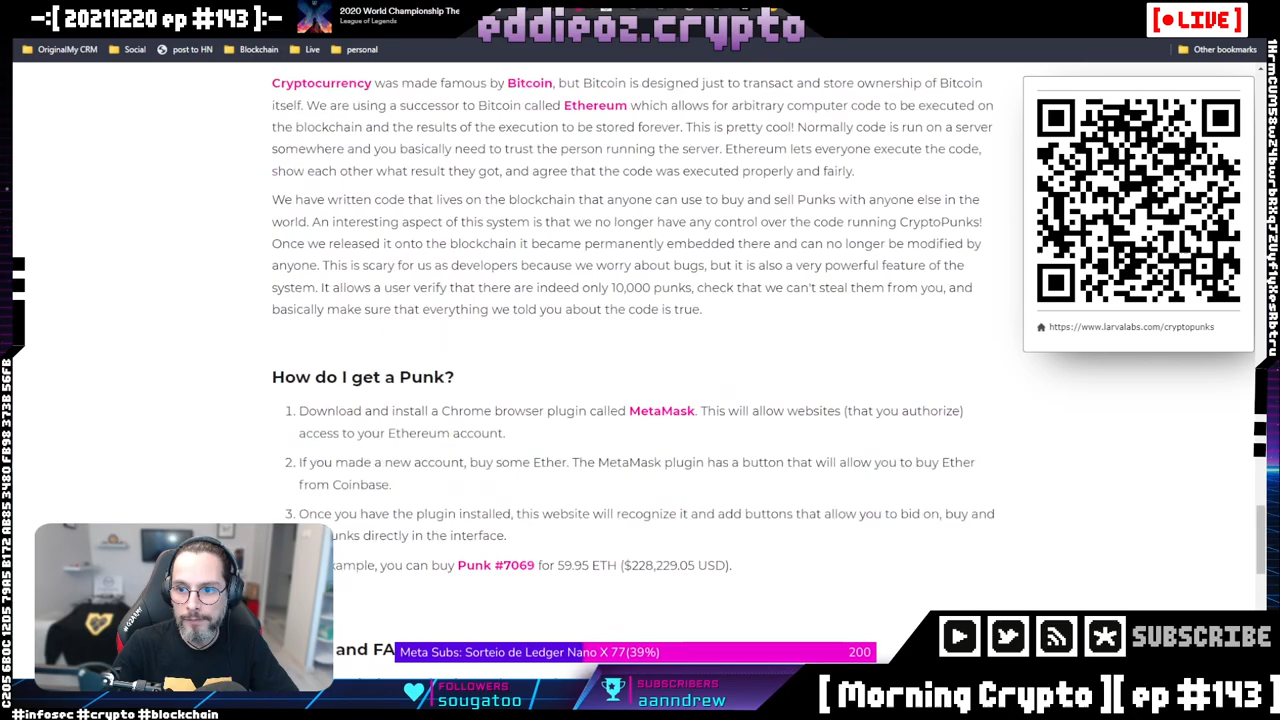 -:[ 20211220 ep #143 ]:-
2020 World Championship The
League of Legends
eddieoz.crypto
[●LIVE]
OriginalMy CRM
Social
post to HN
Blockchain
Live
personal
Other bookmarks
Cryptocurrency was made famous by Bitcoin, but Bitcoin is designed just to transact and store ownership of Bitcoin
itself. We are using a successor to Bitcoin called Ethereum which allows for arbitrary computer code to be executed on
the blockchain and the results of the execution to be stored forever. This is pretty cool! Normally code is run on a server
somewhere and you basically need to trust the person running the server. Ethereum lets everyone execute the code,
show each other what result they got, and agree that the code was executed properly and fairly.
We have written code that lives on the blockchain that anyone can use to buy and sell Punks with anyone else in the
world. An interesting aspect of this system is that we no longer have any control over the code running CryptoPunks!
Once we released it onto the blockchain it became permanently embedded there and can no longer be modified by
anyone. This is scary for us as developers because we worry about bugs, but it is also a very powerful feature of the
system. It allows a user verify that there are indeed only 10,000 punks, check that we can't steal them from you, and
basically make sure that everything we told you about the code is true.
https://www.larvalabs.com/cryptopunks
How do I get a Punk?
1. Download and install a Chrome browser plugin called MetaMask. This will allow websites (that you authorize)
access to your Ethereum account.
2. If you made a new account, buy some Ether. The MetaMask plugin has a button that will allow you to buy Ether
from Coinbase.
3. Once you have the plugin installed, this website will recognize it and add buttons that allow you to bid on, buy and
unks directly in the interface.
ample, you can buy Punk #7069 for 59.95 ETH ($228,229.05 USD).
and FA
Meta Subs: Sorteio de Ledger Nano X 77(39%)
200
FOLLOWERS
sougatoo
SUBSCRIBERS
aanndrew
SUBSCRIBE
[ Morning Crypto ][ ep #143 ]
#infosec #crypto #blockchain